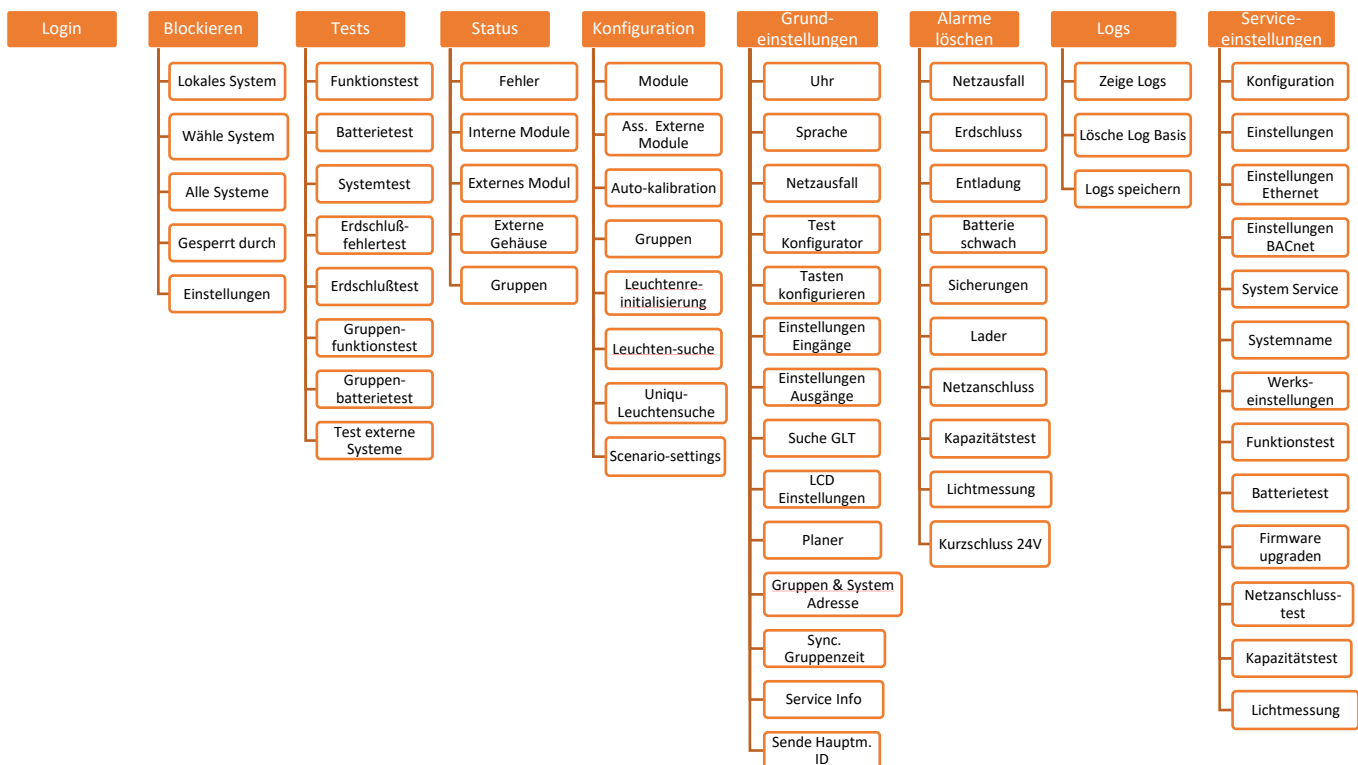 Login
Blockieren
Lokales System
Wähle System
Alle Systeme
Gesperrt durch
Einstellungen
Tests
Funktionstest
Batterietest
Systemtest
Erdschluß-
fehlertest
Erdschlußtest
Gruppen-
funktionstest
Gruppen-
batterietest
Test externe
Systeme
Status
Fehler
Interne Module
Externes Modul
Externe
Gehäuse
Gruppen
Konfiguration
Module
Ass. Externe
Module
Auto-kalibration
Gruppen
Leuchtenre-
initialisierung
Leuchten-suche
Uniqu-
Leuchtensuche
Scenario-settings
Grund-
einstellungen
Uhr
Sprache
Netzausfall
Test
Konfigurator
Tasten
konfigurieren
Einstellungen
Eingänge
Einstellungen
Ausgänge
Suche GLT
LCD
Einstellungen
Planer
Gruppen & System
Adresse
Sync.
Gruppenzeit
Service Info
Sende Hauptm.
ID
Alarme
löschen
Netzausfall
Erdschluss
Entladung
Batterie
schwach
Sicherungen
Lader
Netzanschluss
Kapazitätstest
Lichtmessung
Kurzschluss 24V
Logs
Zeige Logs
Lösche Log Basis
Logs speichern
Service-
einstellungen
Konfiguration
Einstellungen
Einstellungen
Ethernet
Einstellungen
BACnet
System Service
Systemname
Werks-
einstellungen
Funktionstest
Batterietest
Firmware
upgraden
Netzanschluss-
test
Kapazitätstest
Lichtmessung